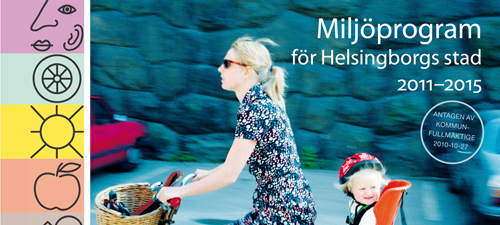 Miljöprogram
för Helsingborgs stad
2011–2015
ANTAGEN AV
KOMMUN-
FULLMÄKTIGE
2010-10-27